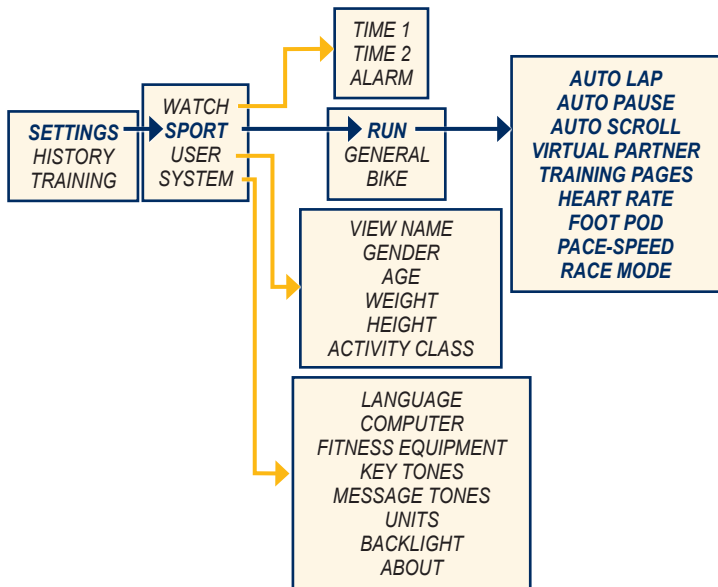 SETTINGS
HISTORY
TRAINING
WATCH
SPORT
USER
SYSTEM
TIME 1
TIME 2
ALARM
RUN
GENERAL
BIKE
AUTO LAP
AUTO PAUSE
AUTO SCROLL
VIRTUAL PARTNER
TRAINING PAGES
HEART RATE
FOOT POD
PACE-SPEED
RACE MODE
VIEW NAME
GENDER
AGE
WEIGHT
HEIGHT
ACTIVITY CLASS
LANGUAGE
COMPUTER
FITNESS EQUIPMENT
KEY TONES
MESSAGE TONES
UNITS
BACKLIGHT
ABOUT